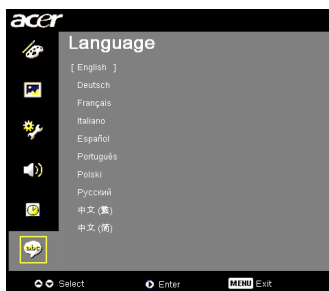 acer
Language
[ English ]
Deutsch
Français
Italiano
Español
Português
Polski
Русский
中文 (繁)
中文 (简)
abc
Select Enter MENU Exit